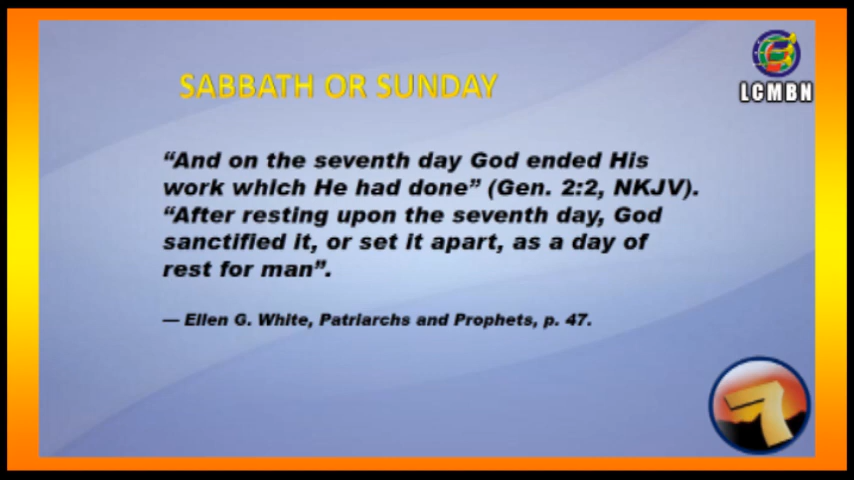 SABBATH OR SUNDAY
LCMBN
“And on the seventh day God ended His
work which He had done” (Gen. 2:2, NKJV).
“After resting upon the seventh day, God
sanctified it, or set it apart, as a day of
rest for man”.
— Ellen G. White, Patriarchs and Prophets, p. 47.
7